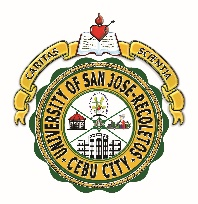 CARITAS
SCIENTIA
UNIVERSITY OF SAN JOSE-RECOLETOS
CEBU CITY